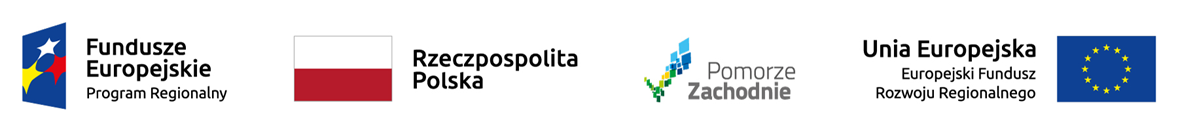 Fundusze
Europejskie
Program Regionalny
Rzeczpospolita
Polska
Pomorze
Zachodnie
Unia Europejska
Europejski Fundusz
Rozwoju Regionalnego